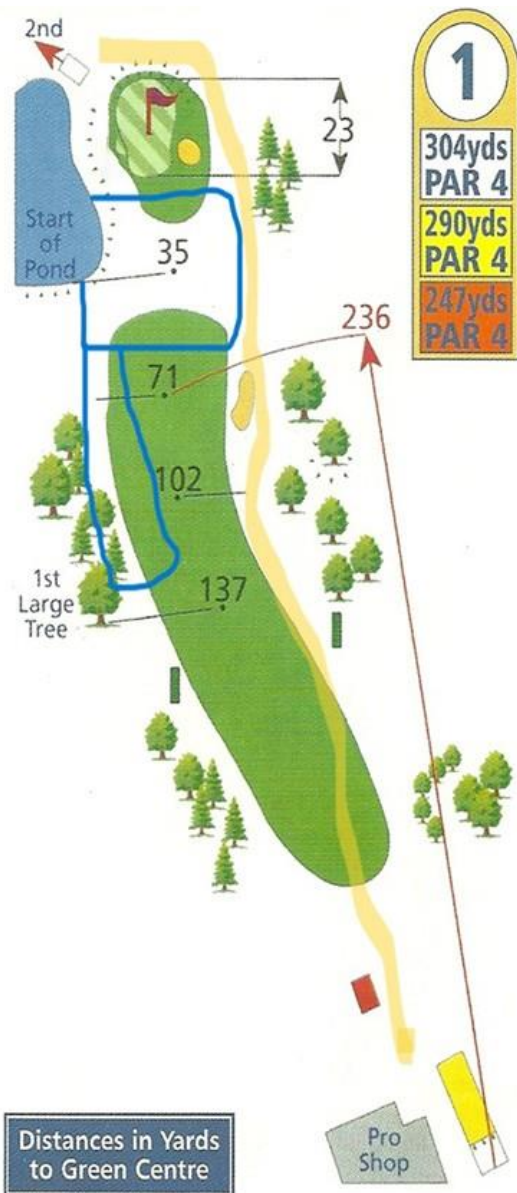 2nd
1
304yds
PAR 4
290yds
PAR 4
247yds
PAR 4
23
Start
of
Pond
35
236
71
102
1st
Large
Tree
137
Pro
Shop
Distances in Yards
to Green Centre